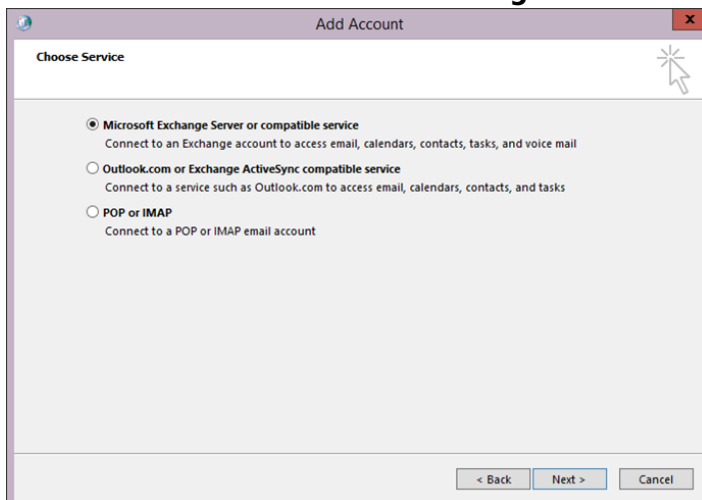 Add Account
x
Choose Service
Microsoft Exchange Server or compatible service
Connect to an Exchange account to access email, calendars, contacts, tasks, and voice mail
Outlook.com or Exchange ActiveSync compatible service
Connect to a service such as Outlook.com to access email, calendars, contacts, and tasks
POP or IMAP
Connect to a POP or IMAP email account
< Back Next > Cancel